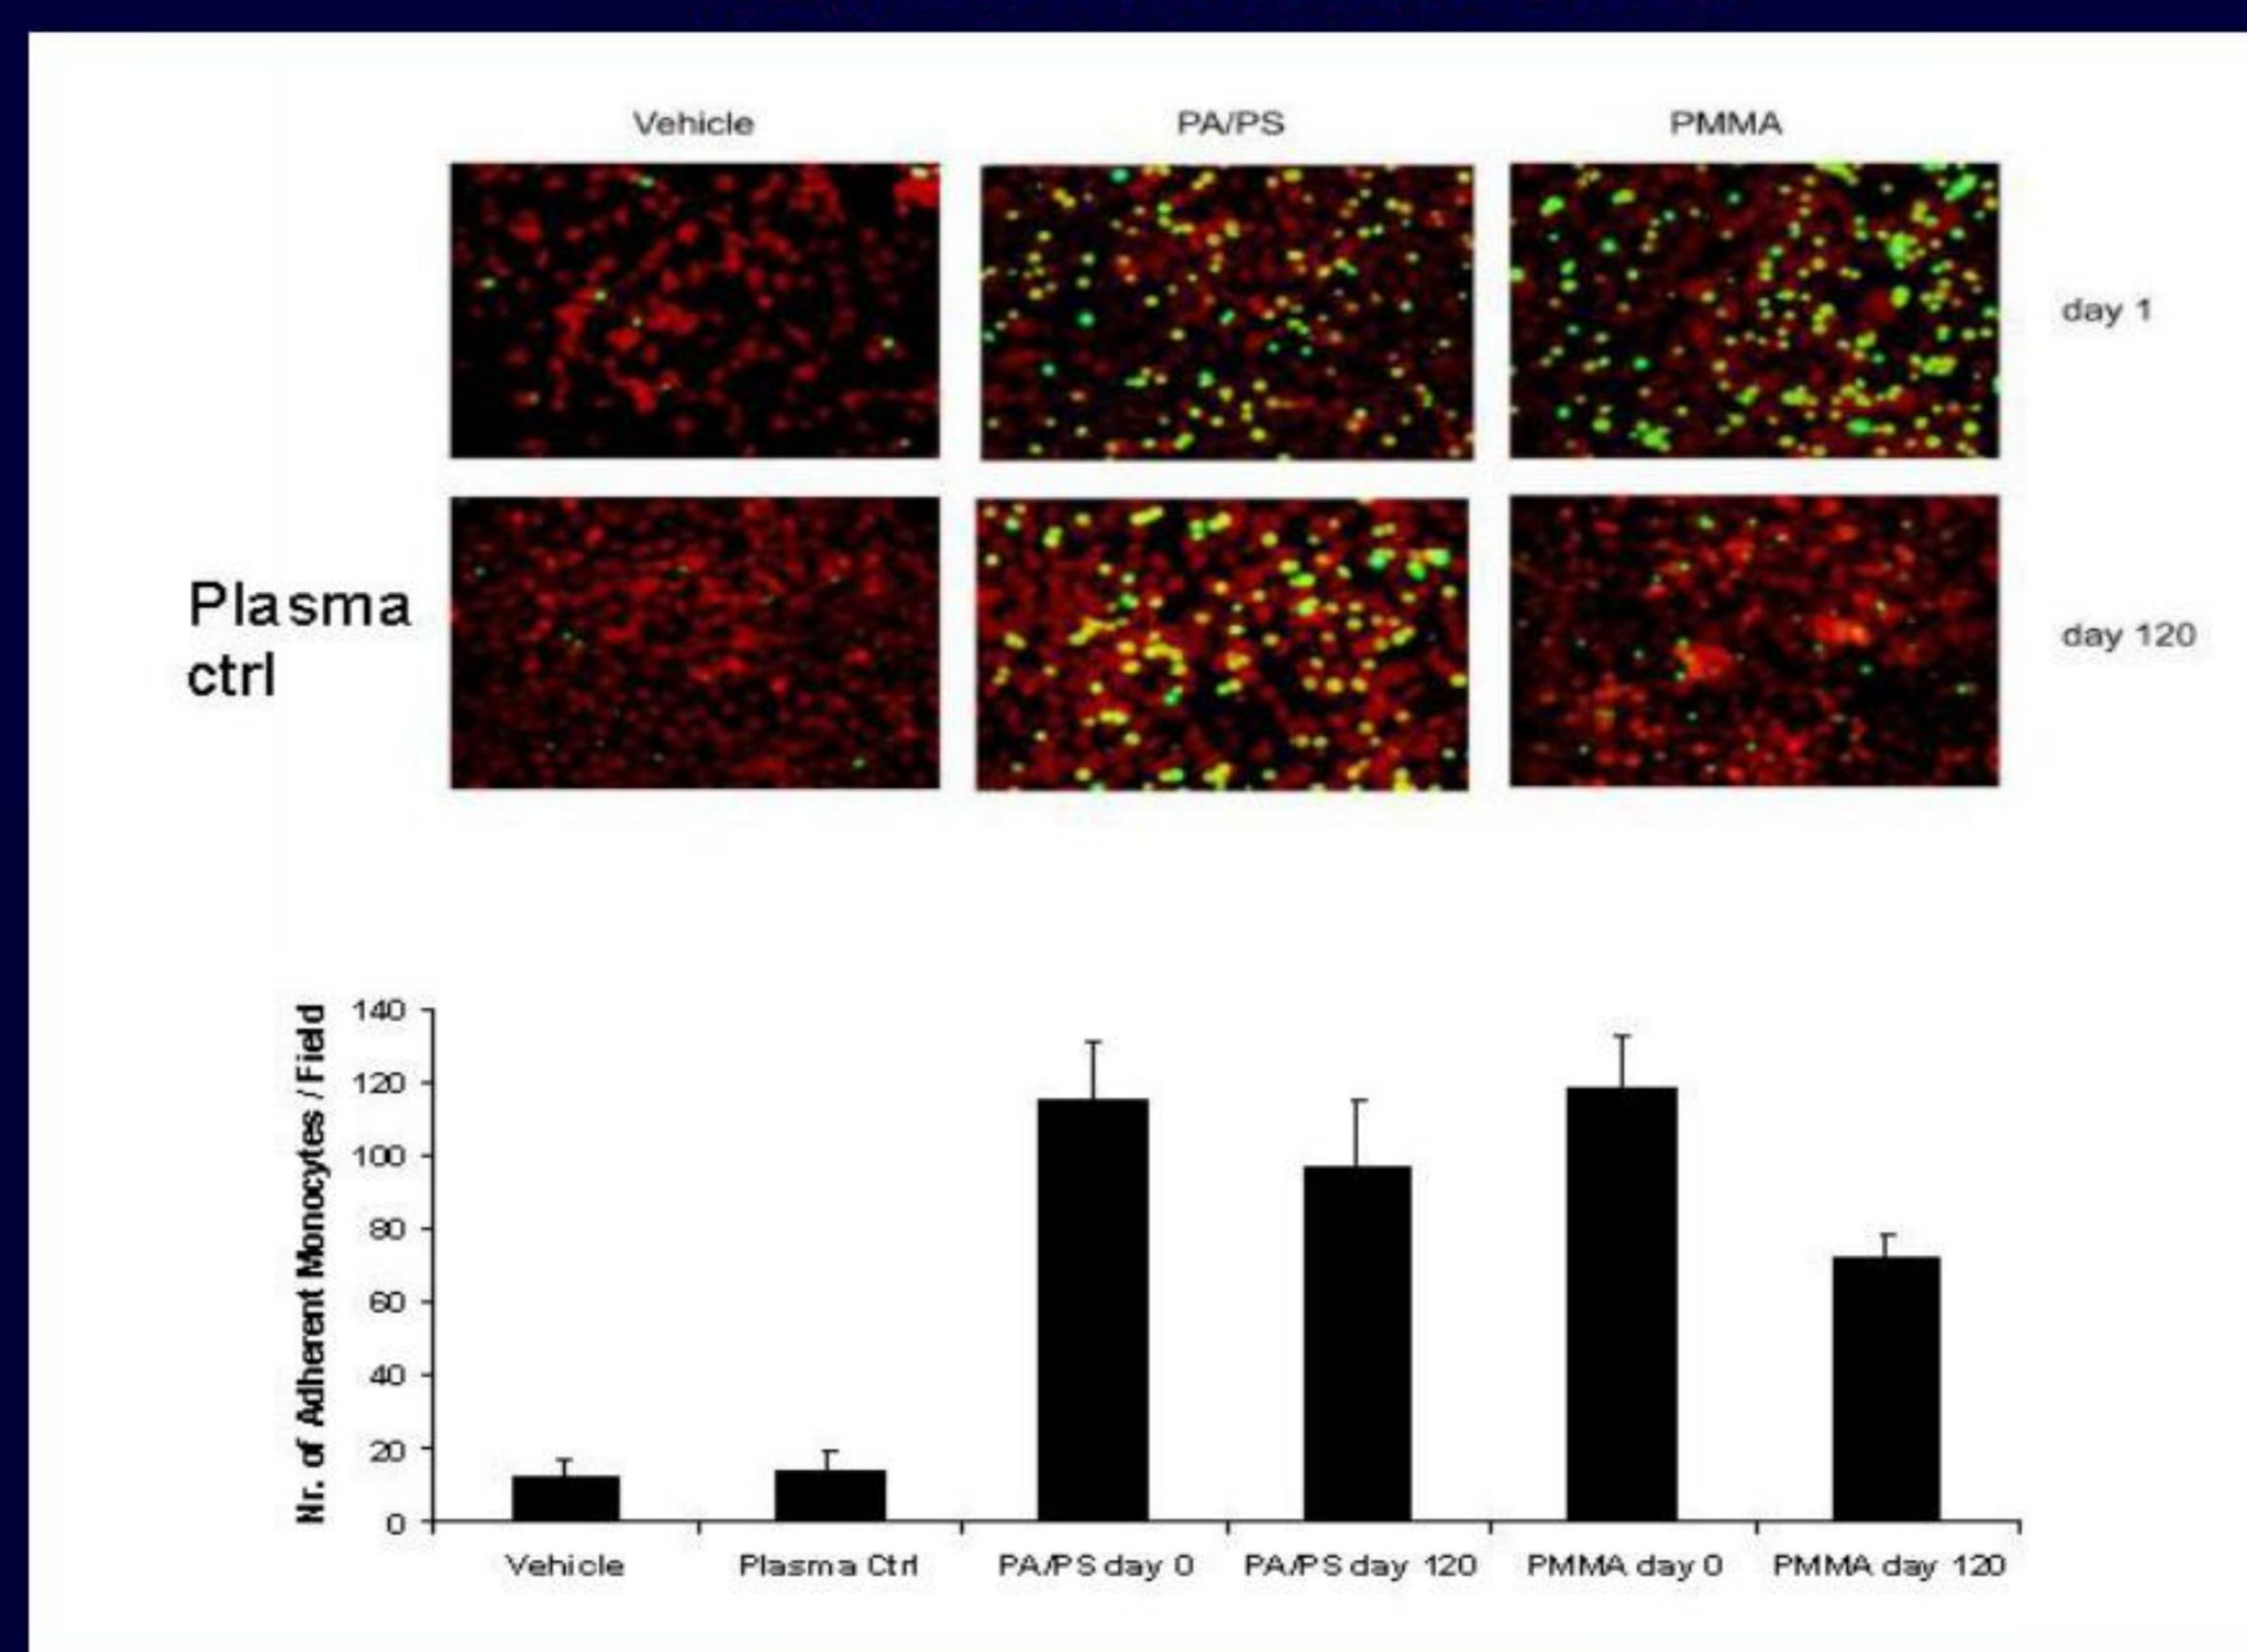 Vehicle
PA/PS
PMMA
day 1
Plasma
ctrl
day 120
Nr. of Adherent Monocytes / Field
140
120
100
80
60
40
20
0
Vehicle
Plasma Ctrl
PA/PS day 0
PA/PS day 120
PMMA day 0
PMMA day 120